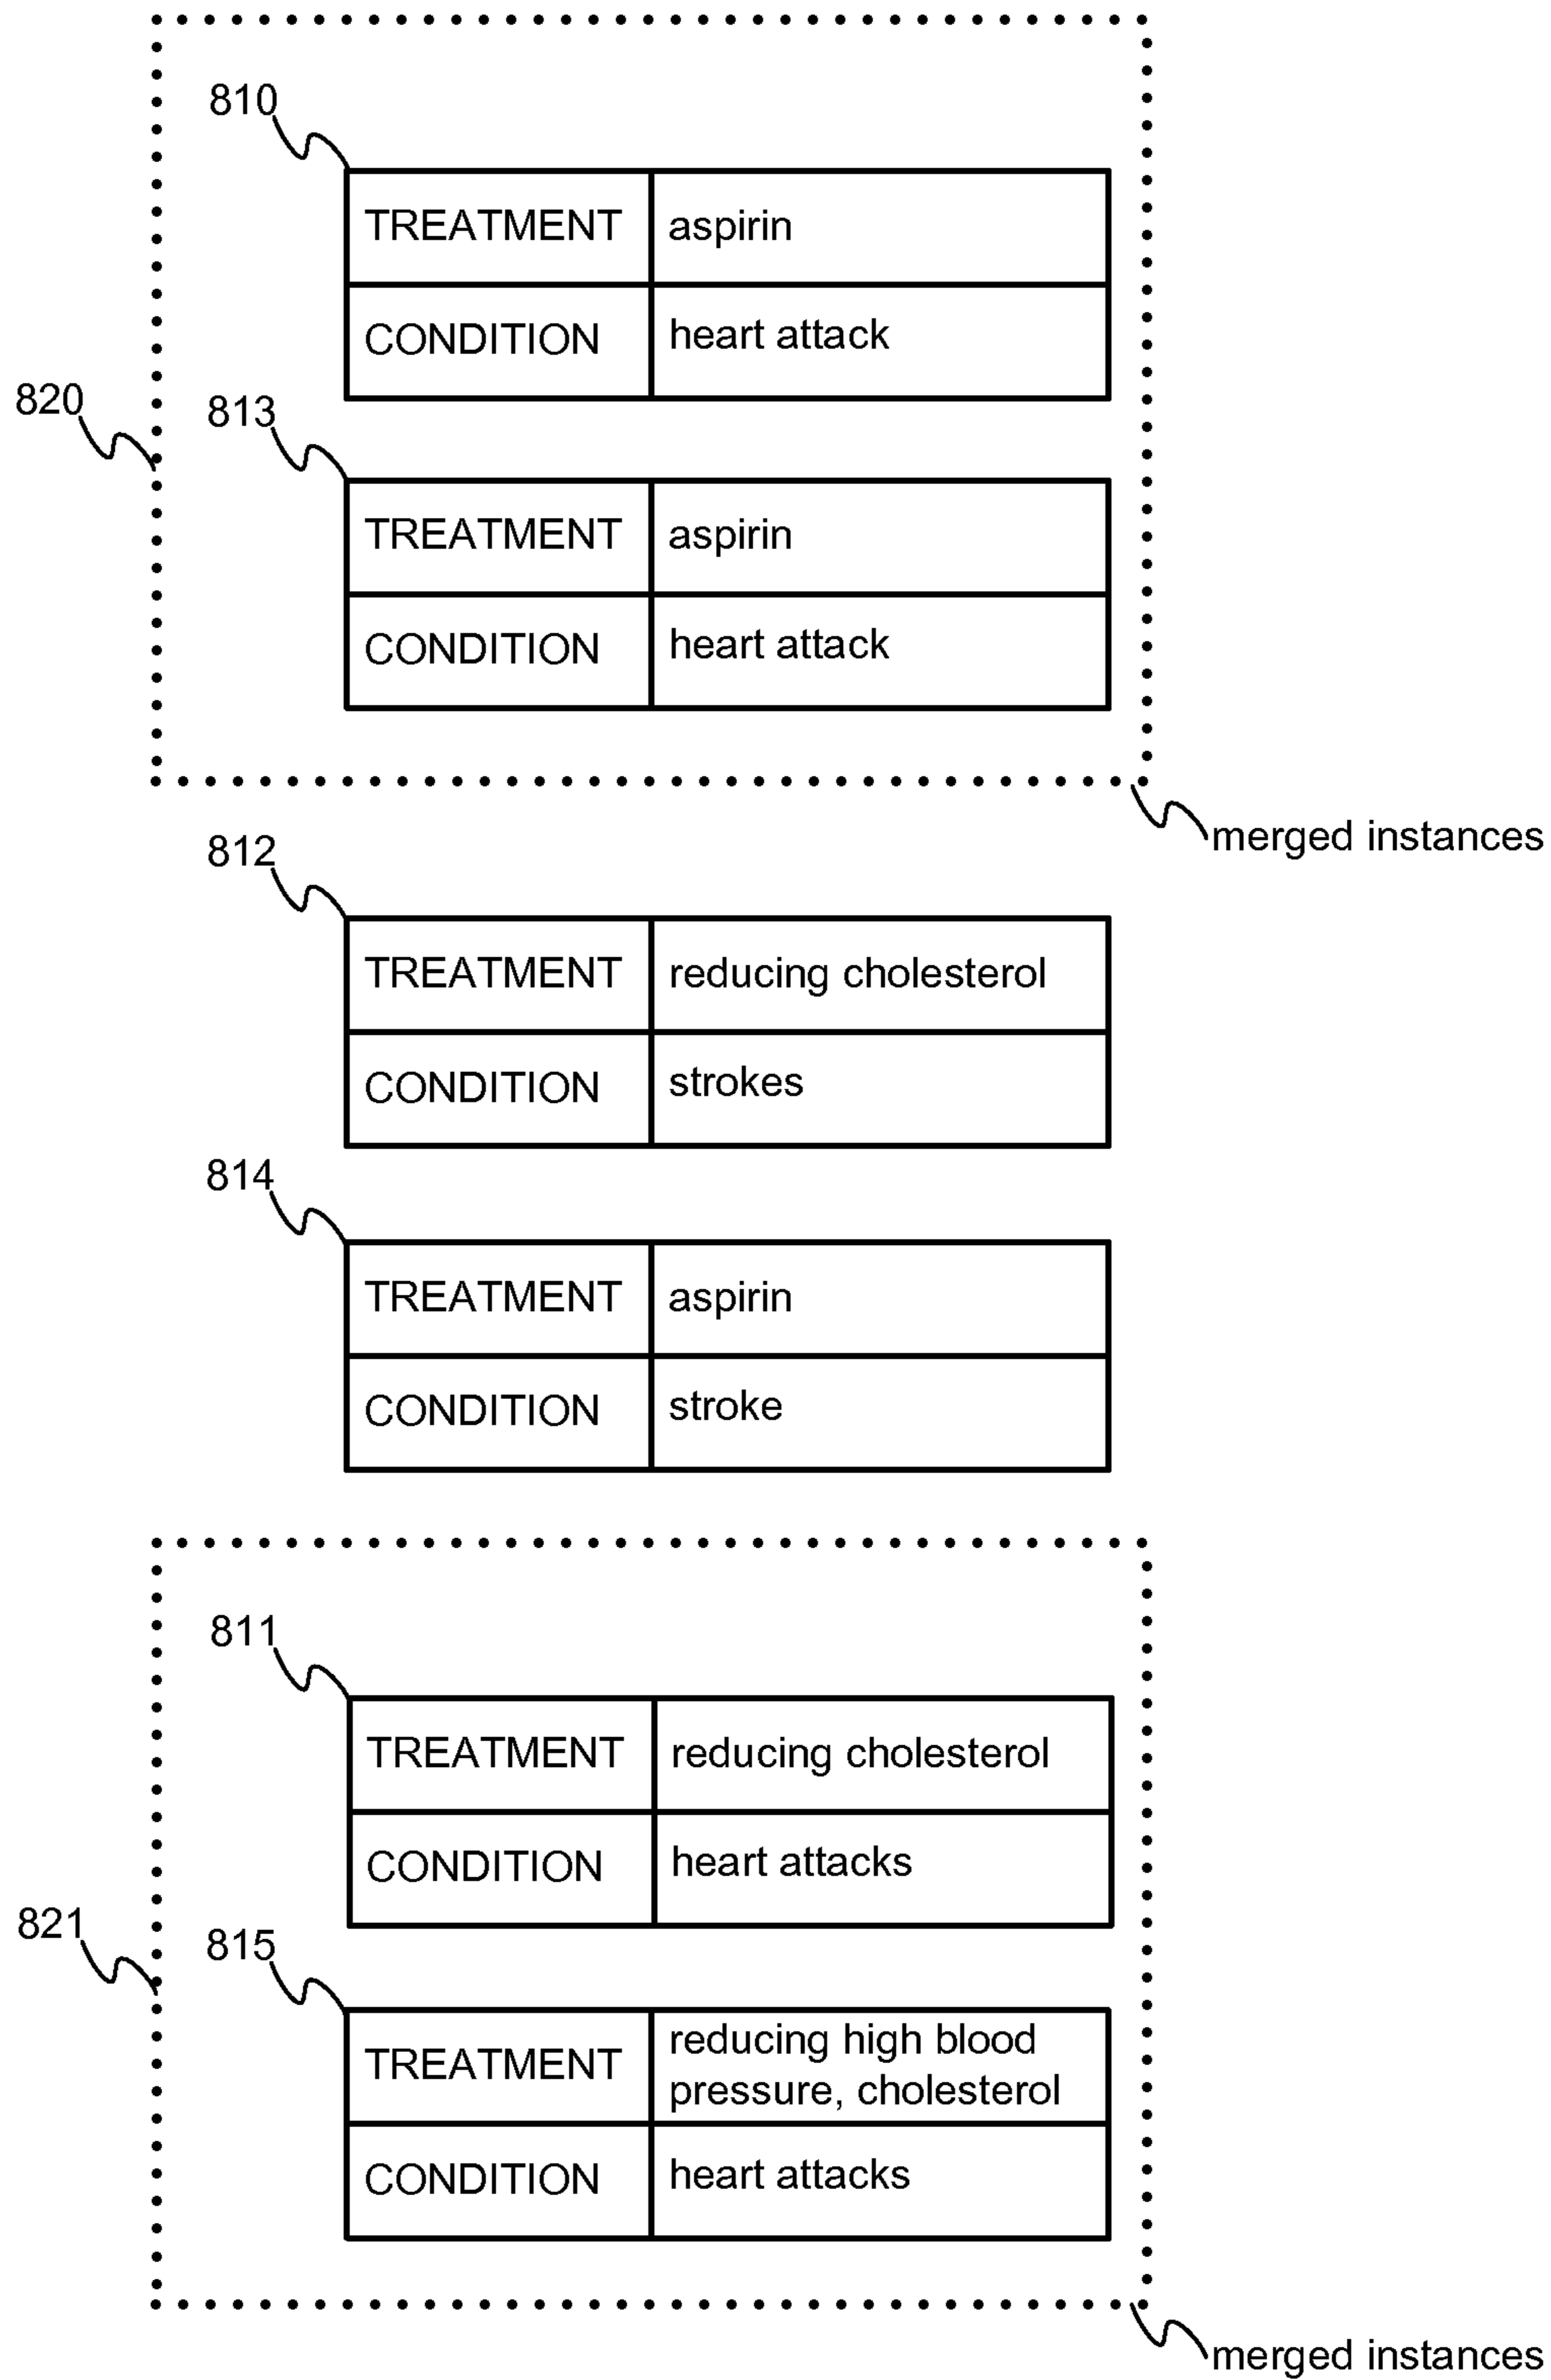 810
TREATMENT aspirin
CONDITION heart attack
820
813
TREATMENT aspirin
CONDITION heart attack
merged instances
812
TREATMENT reducing cholesterol
CONDITION strokes
814
TREATMENT aspirin
CONDITION stroke
811
TREATMENT reducing cholesterol
CONDITION heart attacks
821
815
TREATMENT reducing high blood
pressure, cholesterol
CONDITION heart attacks
merged instances